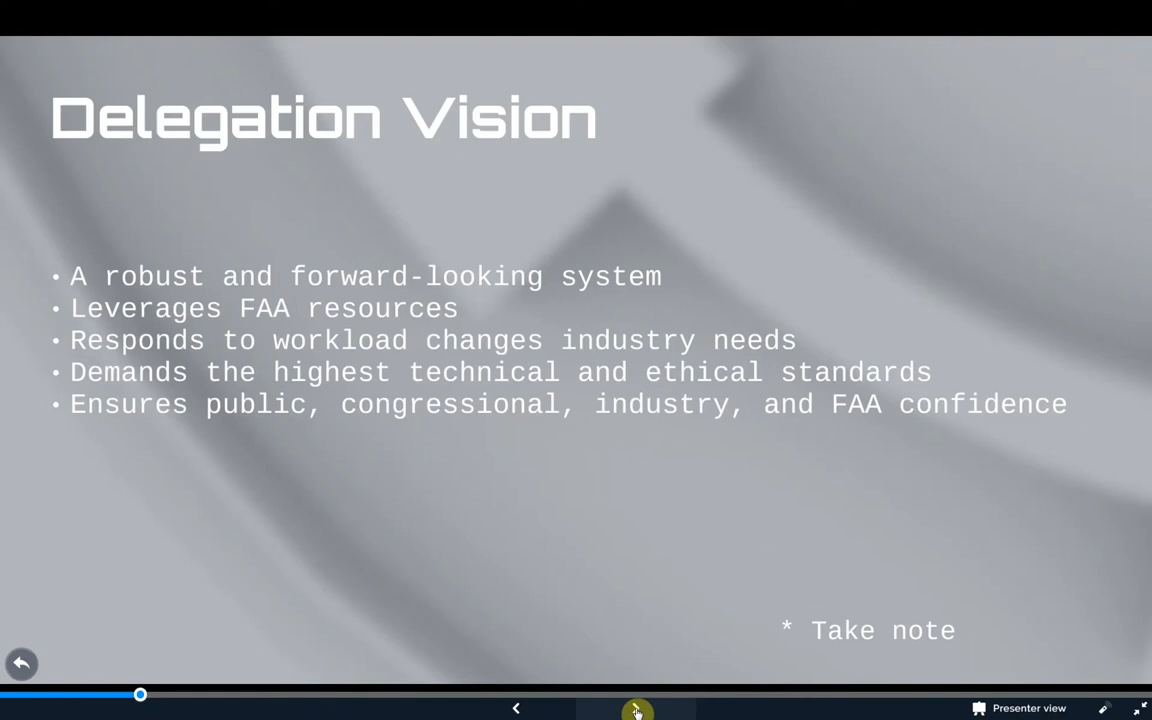 Delegation Vision
• A robust and forward-looking system
• Leverages FAA resources
• Responds to workload changes industry needs
• Demands the highest technical and ethical standards
• Ensures public, congressional, industry, and FAA confidence
* Take note
Presenter view